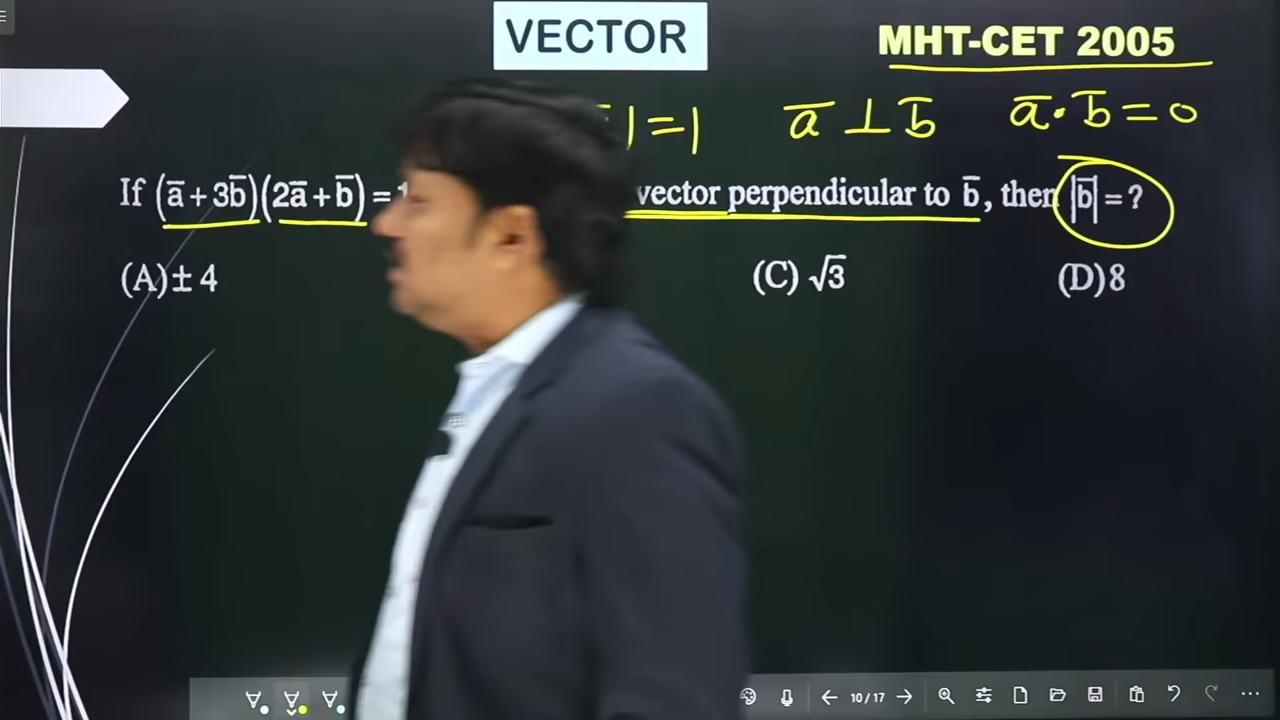 VECTOR
MHT-CET 2005
|=1 a̅ ⊥ b̅ a̅·b̅=0
If (a̅+3b̅)(2a̅+b̅)= vector perpendicular to b̅, then |b̅|=?
(A)±4 (C)√3 (D)8
10/17